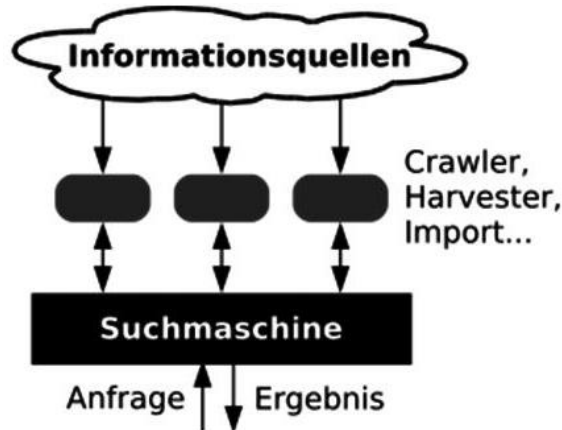 Informationsquellen
Crawler,
Harvester,
Import...
Suchmaschine
Anfrage
Ergebnis